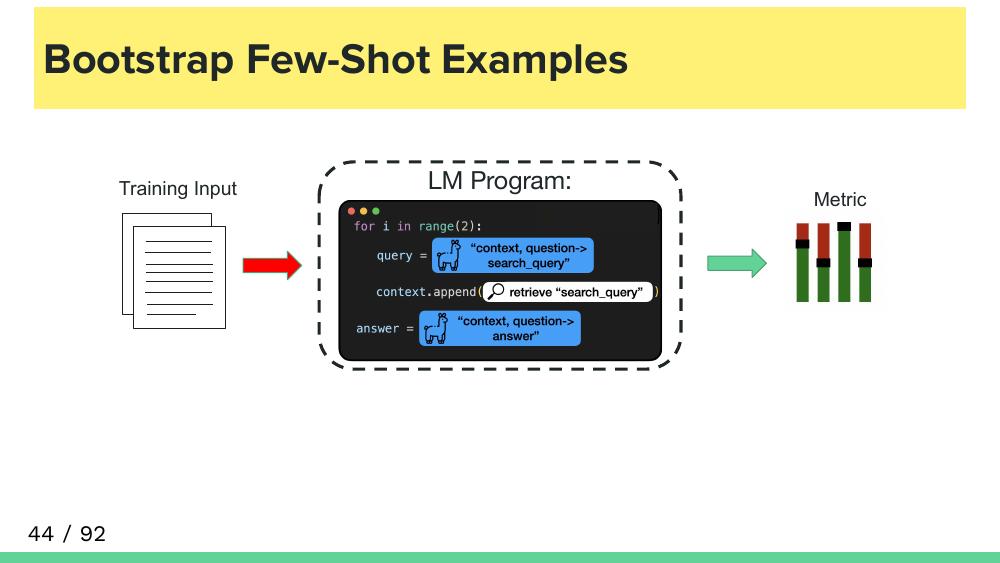 Bootstrap Few-Shot Examples
Training Input
LM Program:
for i in range(2):
query = “context, question->
search_query”
context.append( retrieve “search_query” )
answer = “context, question->
answer”
Metric
44 / 92